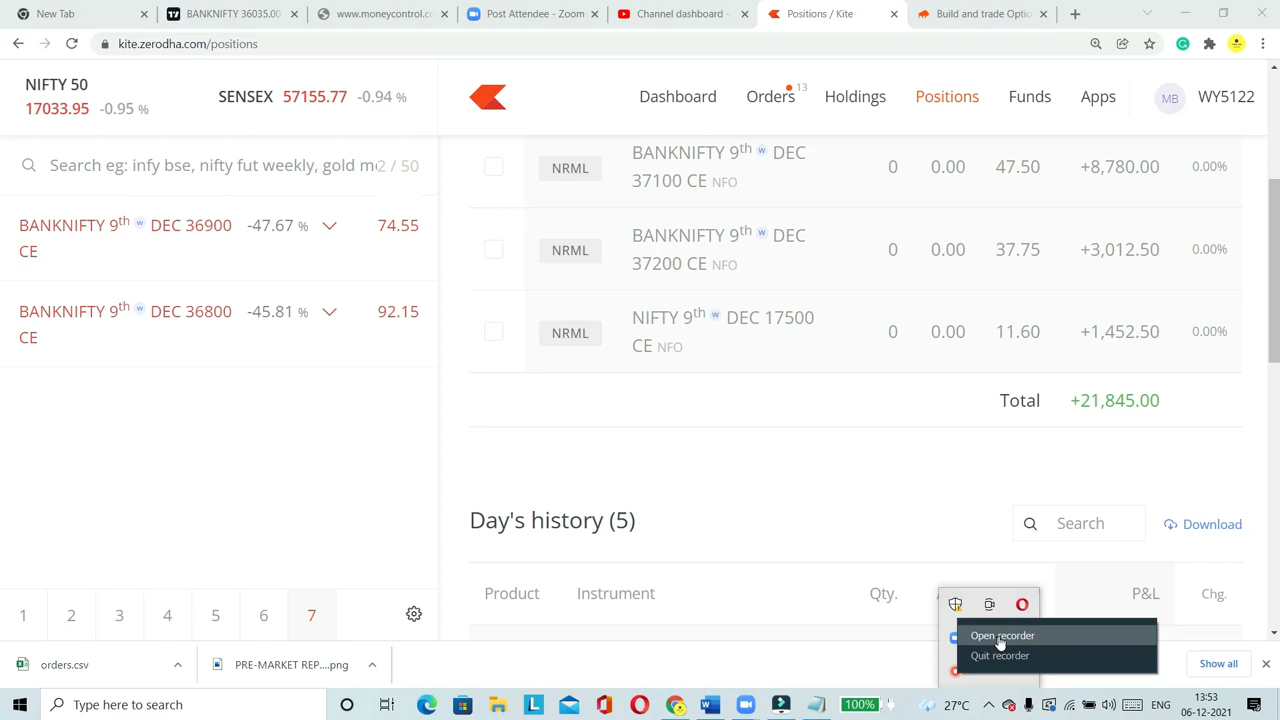 New Tab
BANKNIFTY 36035.00
www.moneycontrol.c
Post Attendee - Zoom
Channel dashboard -
Positions / Kite
Build and trade Optio
kite.zerodha.com/positions
NIFTY 50
17033.95 -0.95 %
SENSEX 57155.77 -0.94 %
Dashboard Orders 13 Holdings Positions Funds Apps MB WY5122
Search eg: infy bse, nifty fut weekly, gold m 2 / 50
BANKNIFTY 9th w DEC 36900 CE -47.67 % 74.55
BANKNIFTY 9th w DEC 36800 CE -45.81 % 92.15
NRML BANKNIFTY 9th w DEC 37100 CE NFO 0 0.00 47.50 +8,780.00 0.00%
NRML BANKNIFTY 9th w DEC 37200 CE NFO 0 0.00 37.75 +3,012.50 0.00%
NRML NIFTY 9th w DEC 17500 CE NFO 0 0.00 11.60 +1,452.50 0.00%
Total +21,845.00
Day's history (5) Search Download
Product Instrument Qty. P&L Chg.
Open recorder
Quit recorder
1 2 3 4 5 6 7
orders.csv PRE-MARKET REP....png Show all
Type here to search 100% 27°C 13:53
06-12-2021